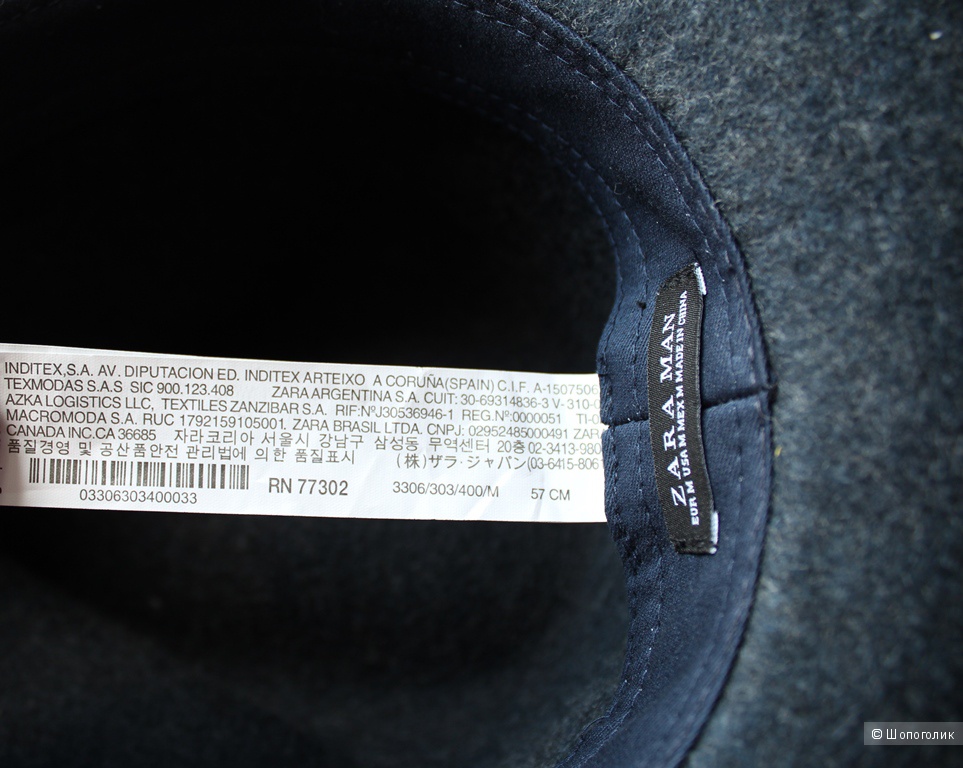 INDITEX,S.A. AV. DIPUTACION ED. INDITEX ARTEIXO A CORUÑA(SPAIN) C.I.F. A-1507506
TEXMODAS S.A.S SIC 900.123.408 ZARA ARGENTINA S.A. CUIT: 30-69314836-3 V-310-
AZKA LOGISTICS LLC, TEXTILES ZANZIBAR S.A. RIF:NºJ30536946-1 REG.Nº:0000051
MACROMODA S.A. RUC 1792159105001. ZARA BRASIL LTDA. CNPJ: 02952485000491 ZAR
CANADA INC.CA 36685 자라코리아 서울시 강남구 삼성동 무역센터 20층 02-3413-980
품질경영 및 공산품안전 관리법에 의한 품질표시 (株)ザラ・ジャパン(03-6415-806
03306303400033 RN 77302 3306/303/400/M 57 CM
ZARA MAN
EUR M USA M MEX M MADE IN CHINA
© Шопоголик